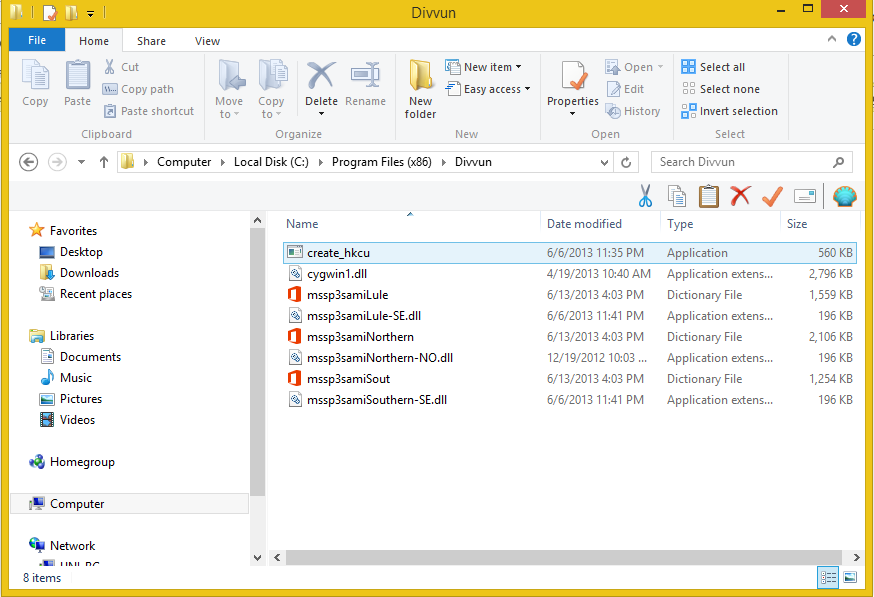 Divvun
File Home Share View
Copy Paste Cut
Copy path
Paste shortcut
Clipboard
Move to Copy to Delete Rename
Organize
New folder New item
Easy access
New
Properties Open
Edit
History
Open
Select all
Select none
Invert selection
Select
Computer Local Disk (C:) Program Files (x86) Divvun Search Divvun
Favorites
Desktop
Downloads
Recent places
Libraries
Documents
Music
Pictures
Videos
Homegroup
Computer
Network
Name Date modified Type Size
create_hkcu 6/6/2013 11:35 PM Application 560 KB
cygwin1.dll 4/19/2013 10:40 AM Application extens... 2,796 KB
mssp3samiLule 6/13/2013 4:03 PM Dictionary File 1,559 KB
mssp3samiLule-SE.dll 6/6/2013 11:41 PM Application extens... 196 KB
mssp3samiNorthern 6/13/2013 4:03 PM Dictionary File 2,106 KB
mssp3samiNorthern-NO.dll 12/19/2012 10:03 ... Application extens... 196 KB
mssp3samiSout 6/13/2013 4:03 PM Dictionary File 1,254 KB
mssp3samiSouthern-SE.dll 6/6/2013 11:41 PM Application extens... 196 KB
8 items